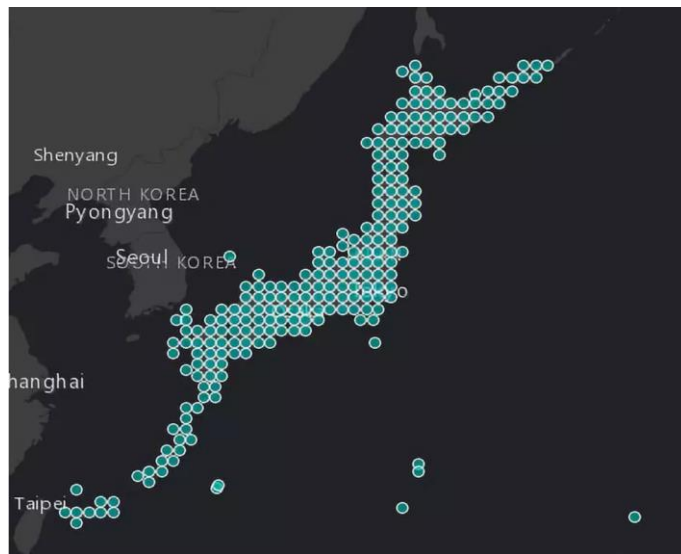 Shenyang
NORTH KOREA
Pyongyang
Seoul
SOUTH KOREA
hanghai
Taipei